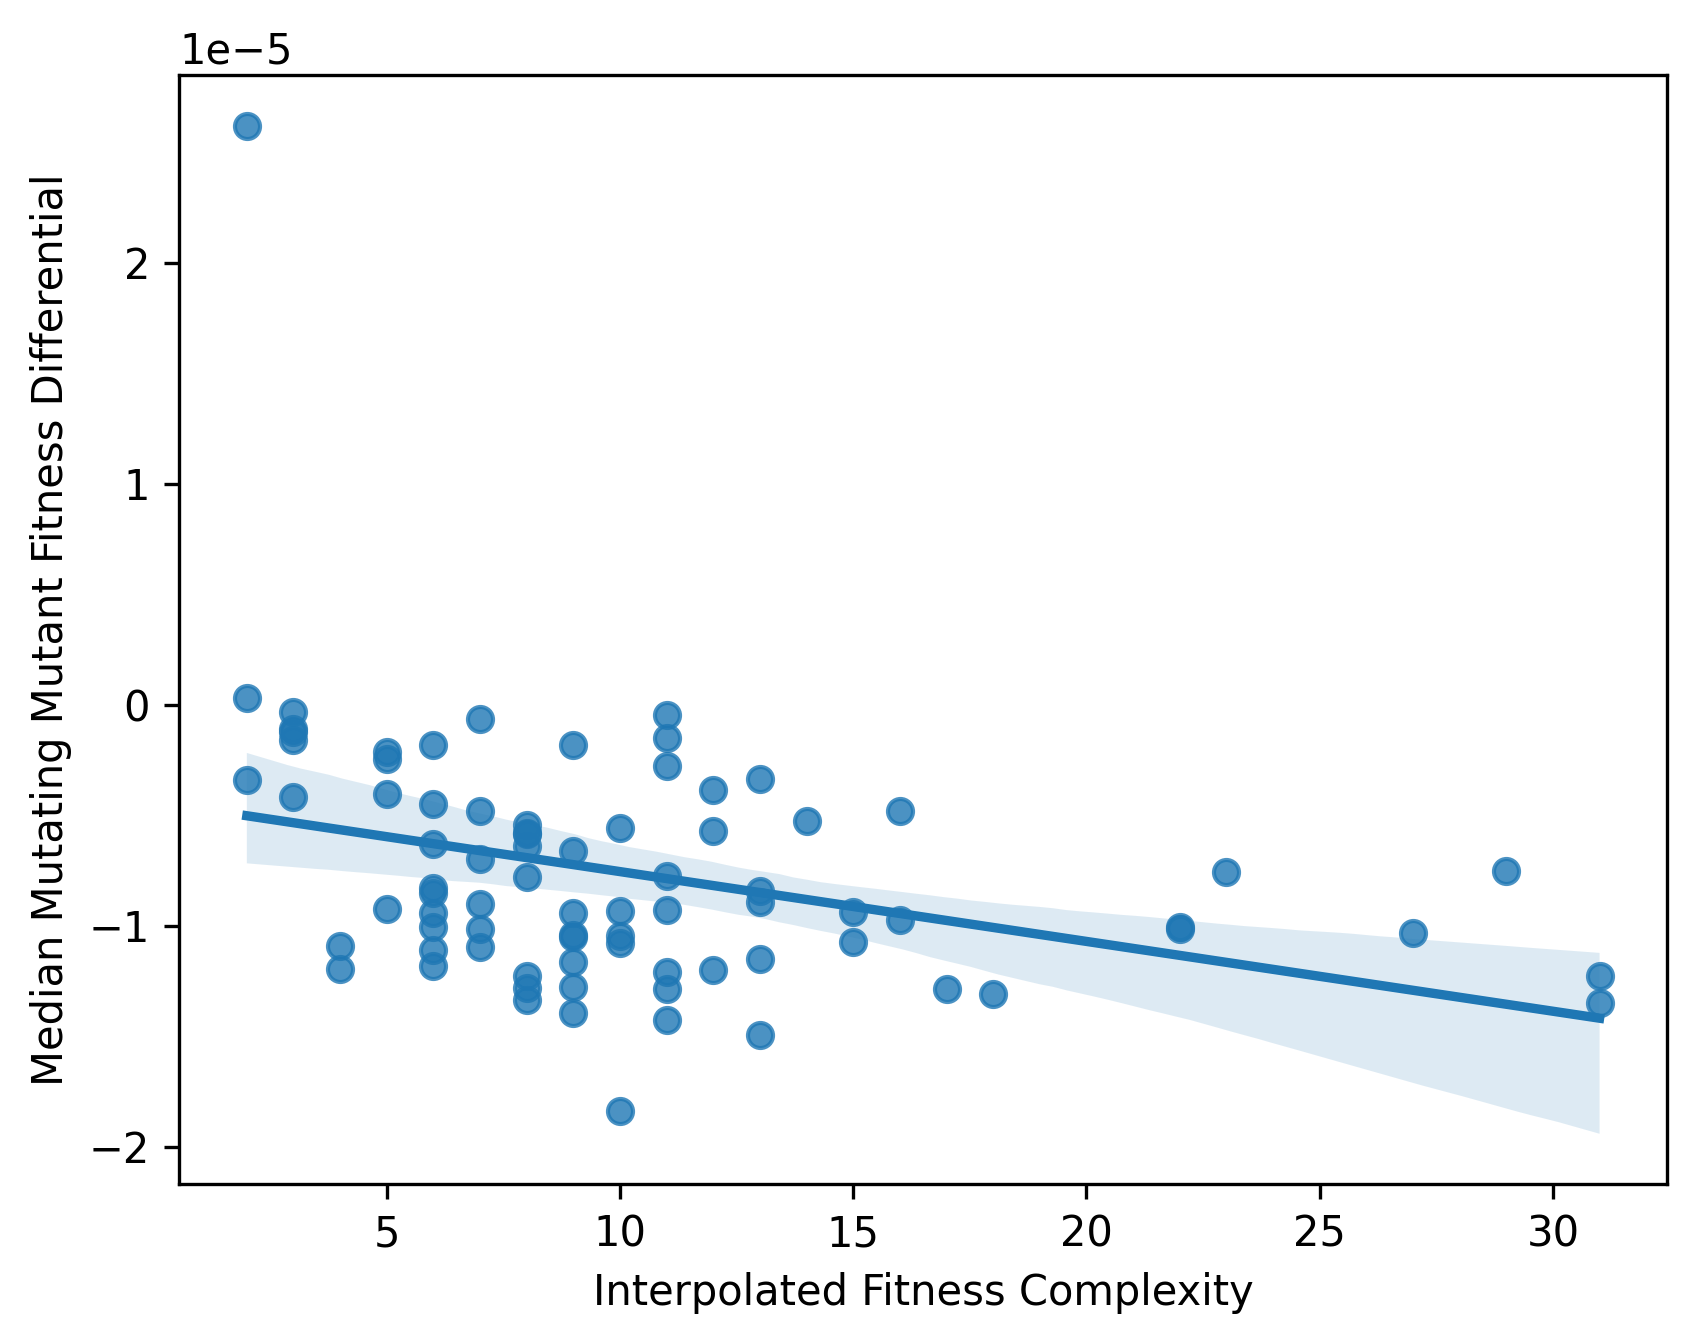 1e−5
2
1
0
−1
−2
Median Mutating Mutant Fitness Differential
5 10 15 20 25 30
Interpolated Fitness Complexity